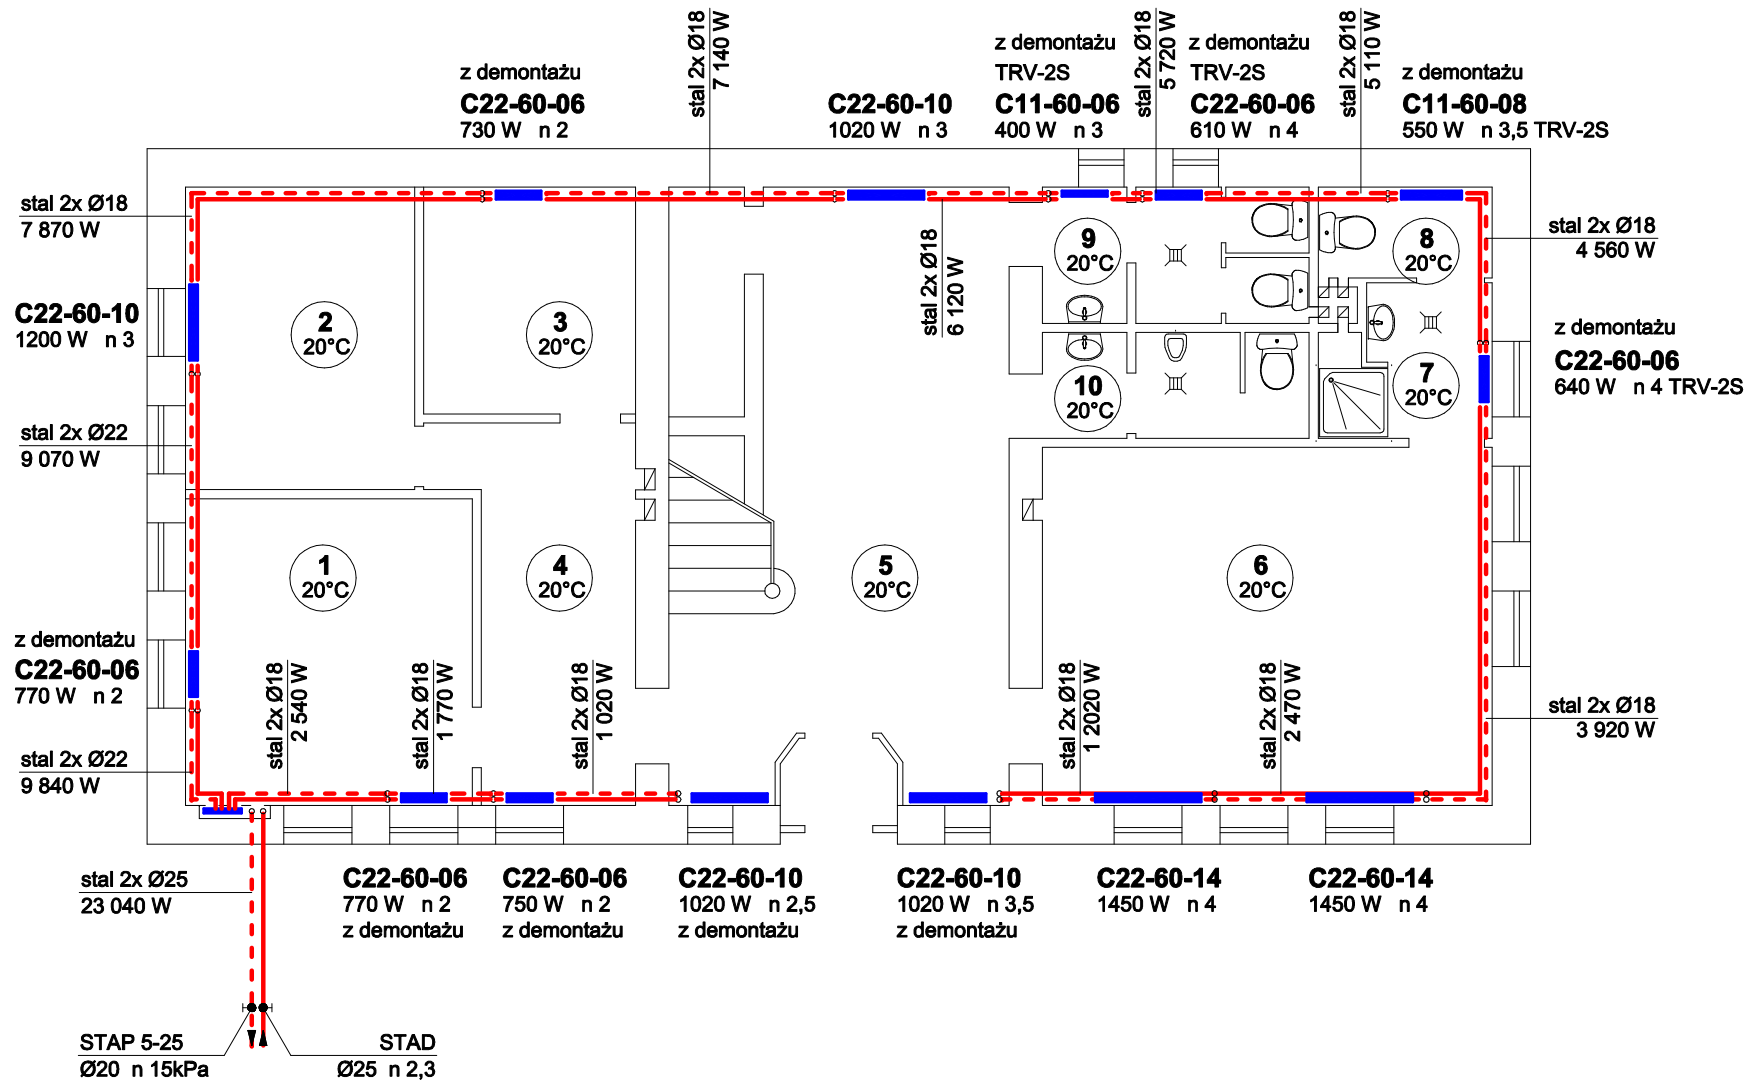 z demontażu
C22-60-06
730 W n 2
stal 2x Ø18
7 140 W
C22-60-10
1020 W n 3
z demontażu
TRV-2S
C11-60-06
400 W n 3
stal 2x Ø18
5 720 W
z demontażu
TRV-2S
C22-60-06
610 W n 4
stal 2x Ø18
5 110 W
z demontażu
C11-60-08
550 W n 3,5 TRV-2S
stal 2x Ø18
7 870 W
stal 2x Ø18
4 560 W
stal 2x Ø18
6 120 W
9
20°C
8
20°C
C22-60-10
1200 W n 3
2
20°C
3
20°C
z demontażu
C22-60-06
640 W n 4 TRV-2S
10
20°C
7
20°C
stal 2x Ø22
9 070 W
1
20°C
4
20°C
5
20°C
6
20°C
z demontażu
C22-60-06
770 W n 2
stal 2x Ø18
2 540 W
stal 2x Ø18
1 770 W
stal 2x Ø18
1 020 W
stal 2x Ø18
1 2020 W
stal 2x Ø18
2 470 W
stal 2x Ø18
3 920 W
stal 2x Ø22
9 840 W
stal 2x Ø25
23 040 W
C22-60-06
770 W n 2
z demontażu
C22-60-06
750 W n 2
z demontażu
C22-60-10
1020 W n 2,5
z demontażu
C22-60-10
1020 W n 3,5
z demontażu
C22-60-14
1450 W n 4
C22-60-14
1450 W n 4
STAP 5-25
Ø20 n 15kPa
STAD
Ø25 n 2,3